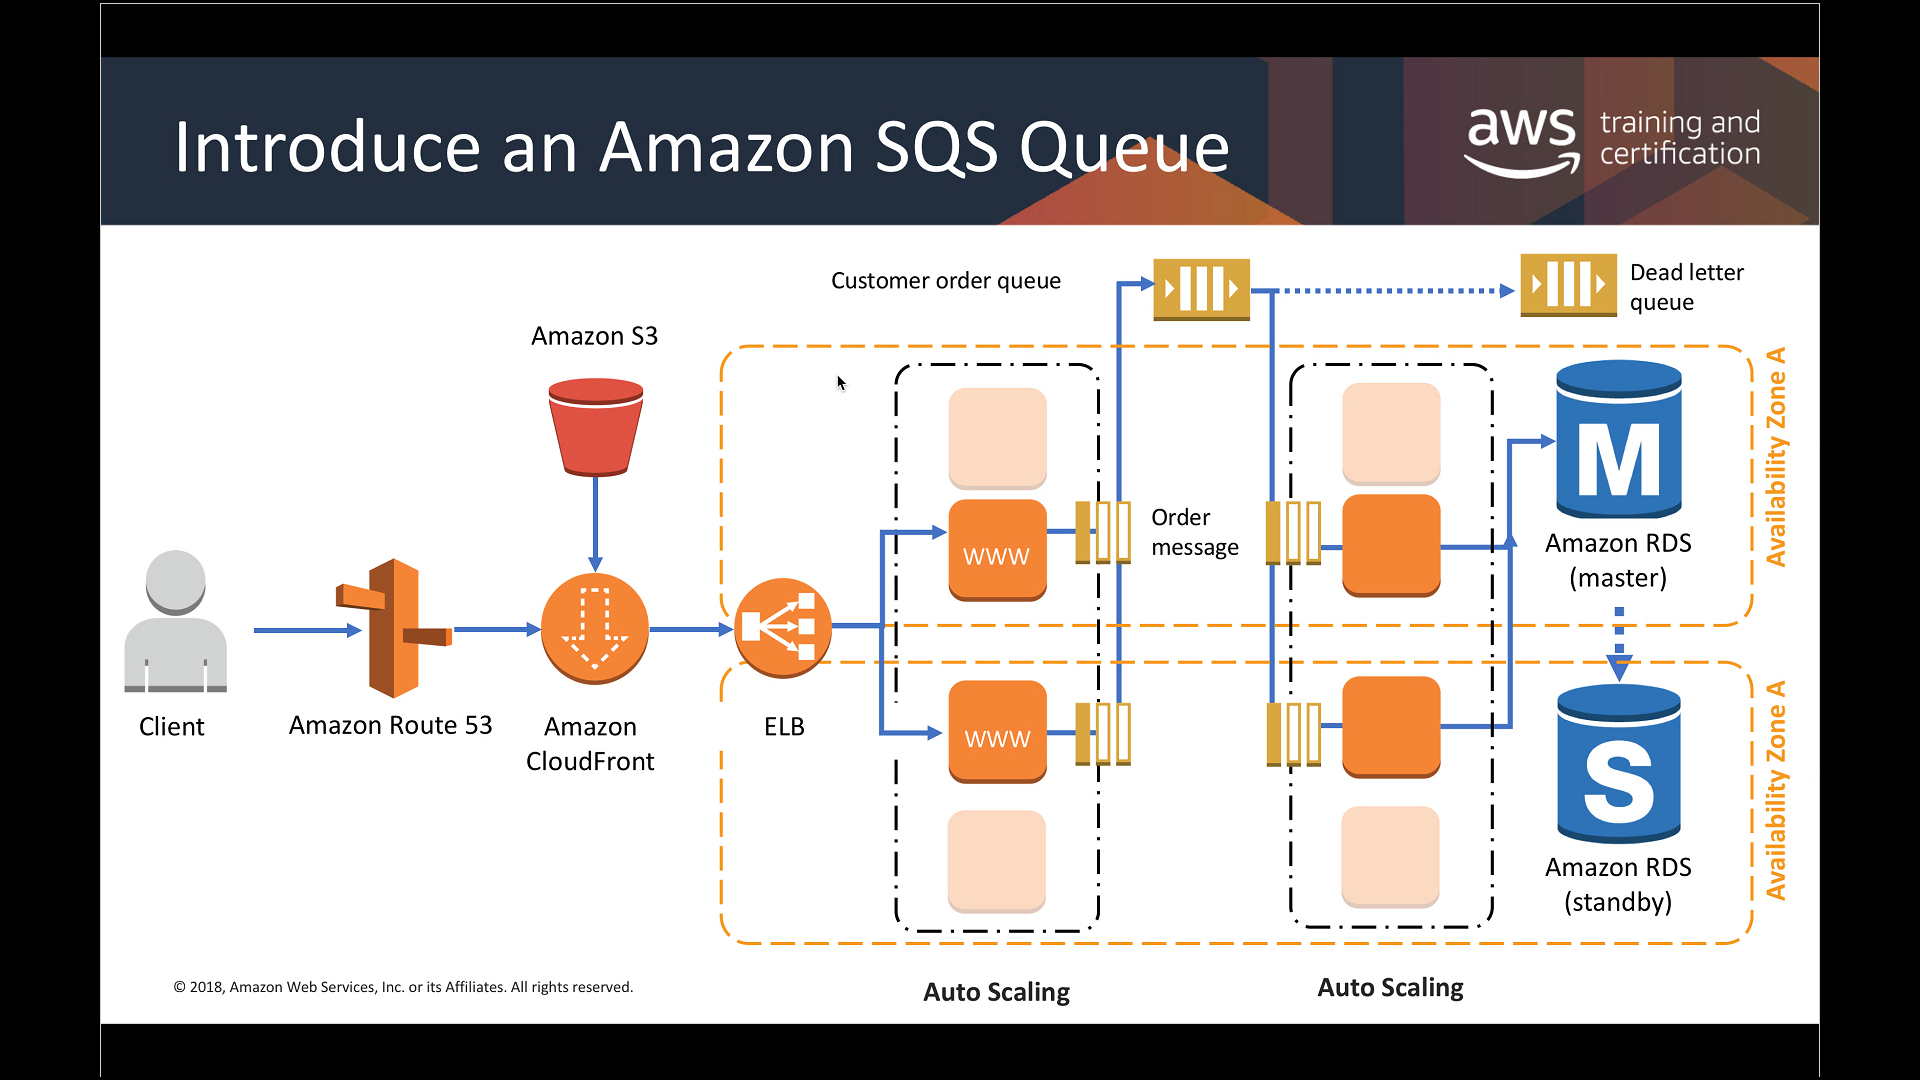 Introduce an Amazon SQS Queue
aws
training and
certification
Customer order queue
Dead letter
queue
Amazon S3
Availability Zone A
M
www
Order
message
Amazon RDS
(master)
Client
Amazon Route 53
Amazon
CloudFront
ELB
www
Availability Zone A
S
Amazon RDS
(standby)
© 2018, Amazon Web Services, Inc. or its Affiliates. All rights reserved.
Auto Scaling
Auto Scaling